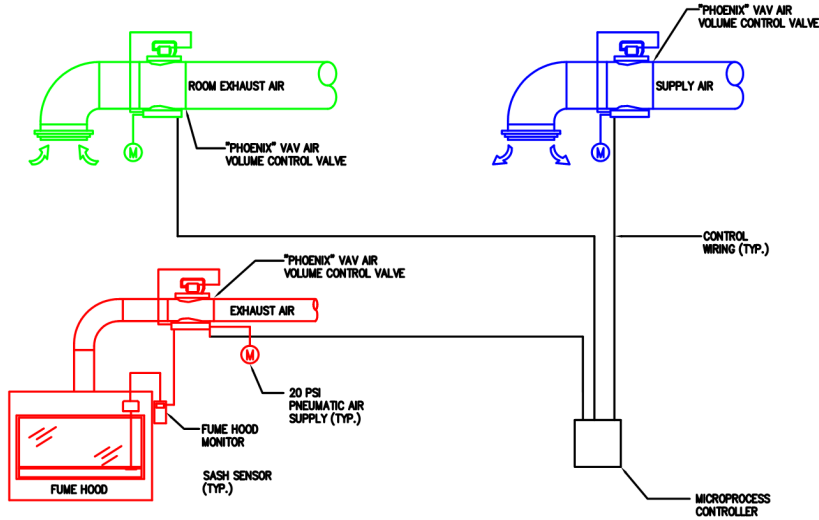 "PHOENIX" VAV AIR
VOLUME CONTROL VALVE
ROOM EXHAUST AIR
SUPPLY AIR
M
"PHOENIX" VAV AIR
VOLUME CONTROL VALVE
M
CONTROL
WIRING (TYP.)
"PHOENIX" VAV AIR
VOLUME CONTROL VALVE
EXHAUST AIR
M
20 PSI
PNEUMATIC AIR
SUPPLY (TYP.)
FUME HOOD
MONITOR
SASH SENSOR
(TYP.)
FUME HOOD
MICROPROCESS
CONTROLLER